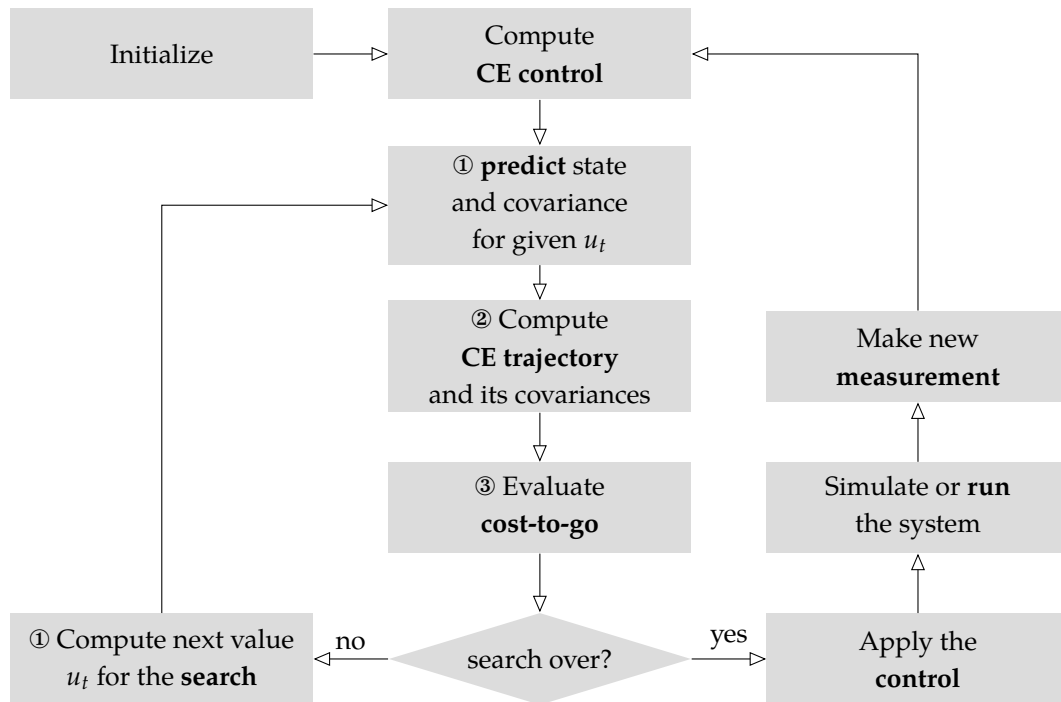 Initialize
Compute
CE control
① predict state
and covariance
for given u_t
② Compute
CE trajectory
and its covariances
Make new
measurement
③ Evaluate
cost-to-go
Simulate or run
the system
① Compute next value
u_t for the search
no
search over?
yes
Apply the
control